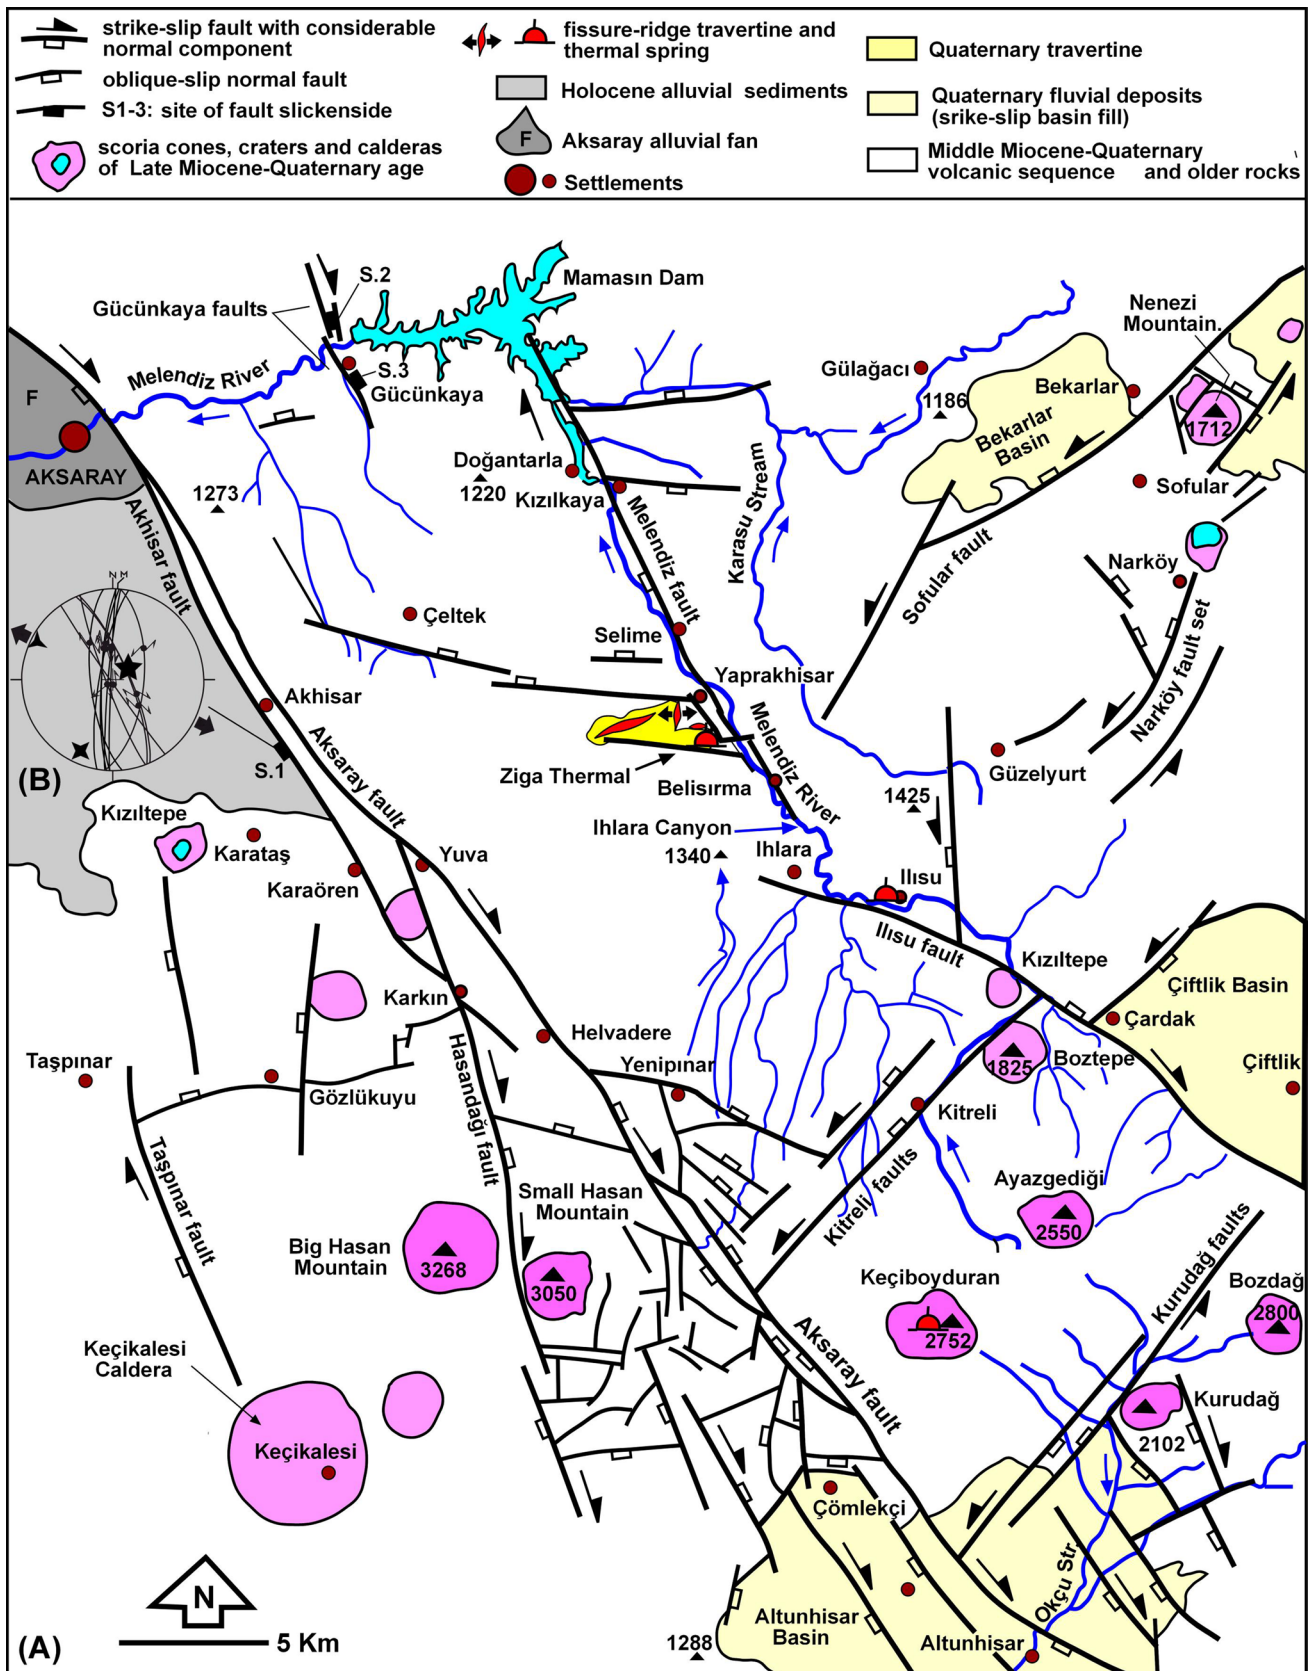 strike-slip fault with considerable
normal component
oblique-slip normal fault
S1-3: site of fault slickenside
scoria cones, craters and calderas
of Late Miocene-Quaternary age
fissure-ridge travertine and
thermal spring
Holocene alluvial sediments
F
Aksaray alluvial fan
Settlements
Quaternary travertine
Quaternary fluvial deposits
(srike-slip basin fill)
Middle Miocene-Quaternary
volcanic sequence and older rocks
S.2
Mamasın Dam
Gücünkaya faults
Nenezi
Mountain.
Melendiz River
S.3
Gücünkaya
Gülağacı
Bekarlar
F
1186
1712
Bekarlar
Basin
AKSARAY
Doğantarla
1220
Kızılkaya
1273
Sofular
Akhisar fault
Melendiz fault
Karasu Stream
Sofular fault
Narköy
N M
Çeltek
Selime
Narköy fault set
Yaprakhisar
Akhisar
Melendiz River
Aksaray fault
S.1
(B)
Ziga Thermal
Belisırma
Güzelyurt
1425
Kızıltepe
Ihlara Canyon
1340
Karataş
Yuva
Ihlara
Karaören
Ilısu
Ilısu fault
Kızıltepe
Çiftlik Basin
Karkın
Çardak
Helvadere
Taşpınar
Yenipınar
Boztepe
1825
Çiftlik
Gözlükuyu
Hasandağı fault
Kitreli
Taşpınar fault
Kitreli faults
Ayazgediği
2550
Small Hasan
Mountain
Big Hasan
Mountain
3268
3050
Kurudağ faults
Keçiboyduran
2752
Bozdağ
2800
Keçikalesi
Caldera
Aksaray fault
Kurudağ
2102
Keçikalesi
Çömlekçi
N
5 Km
(A)
Okçu Str.
Altunhisar
Basin
1288
Altunhisar